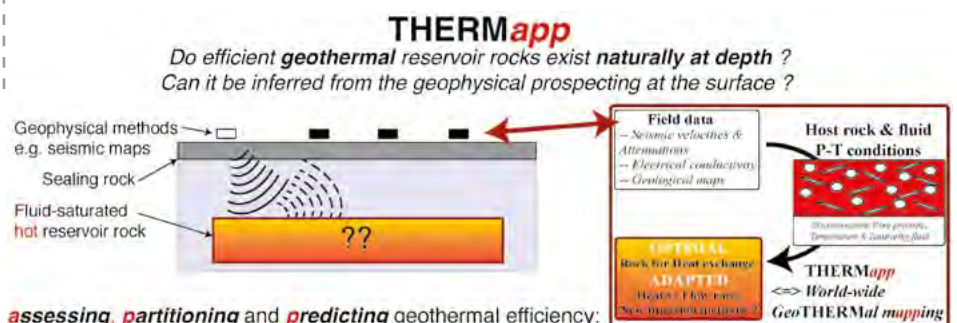 THERMapp
Do efficient geothermal reservoir rocks exist naturally at depth ?
Can it be inferred from the geophysical prospecting at the surface ?
Geophysical methods
e.g. seismic maps
Sealing rock
Fluid-saturated
hot reservoir rock
??
Field data
-- Seismic velocities &
Attenuations
-- Electrical conductivity
-- Geological maps
Host rock & fluid
P-T conditions
OPTIMAL
Rock for Heat exchange
ADAPTED
THERMapp
<=> World-wide
GeoTHERMal mapping
assessing, partitioning and predicting geothermal efficiency: